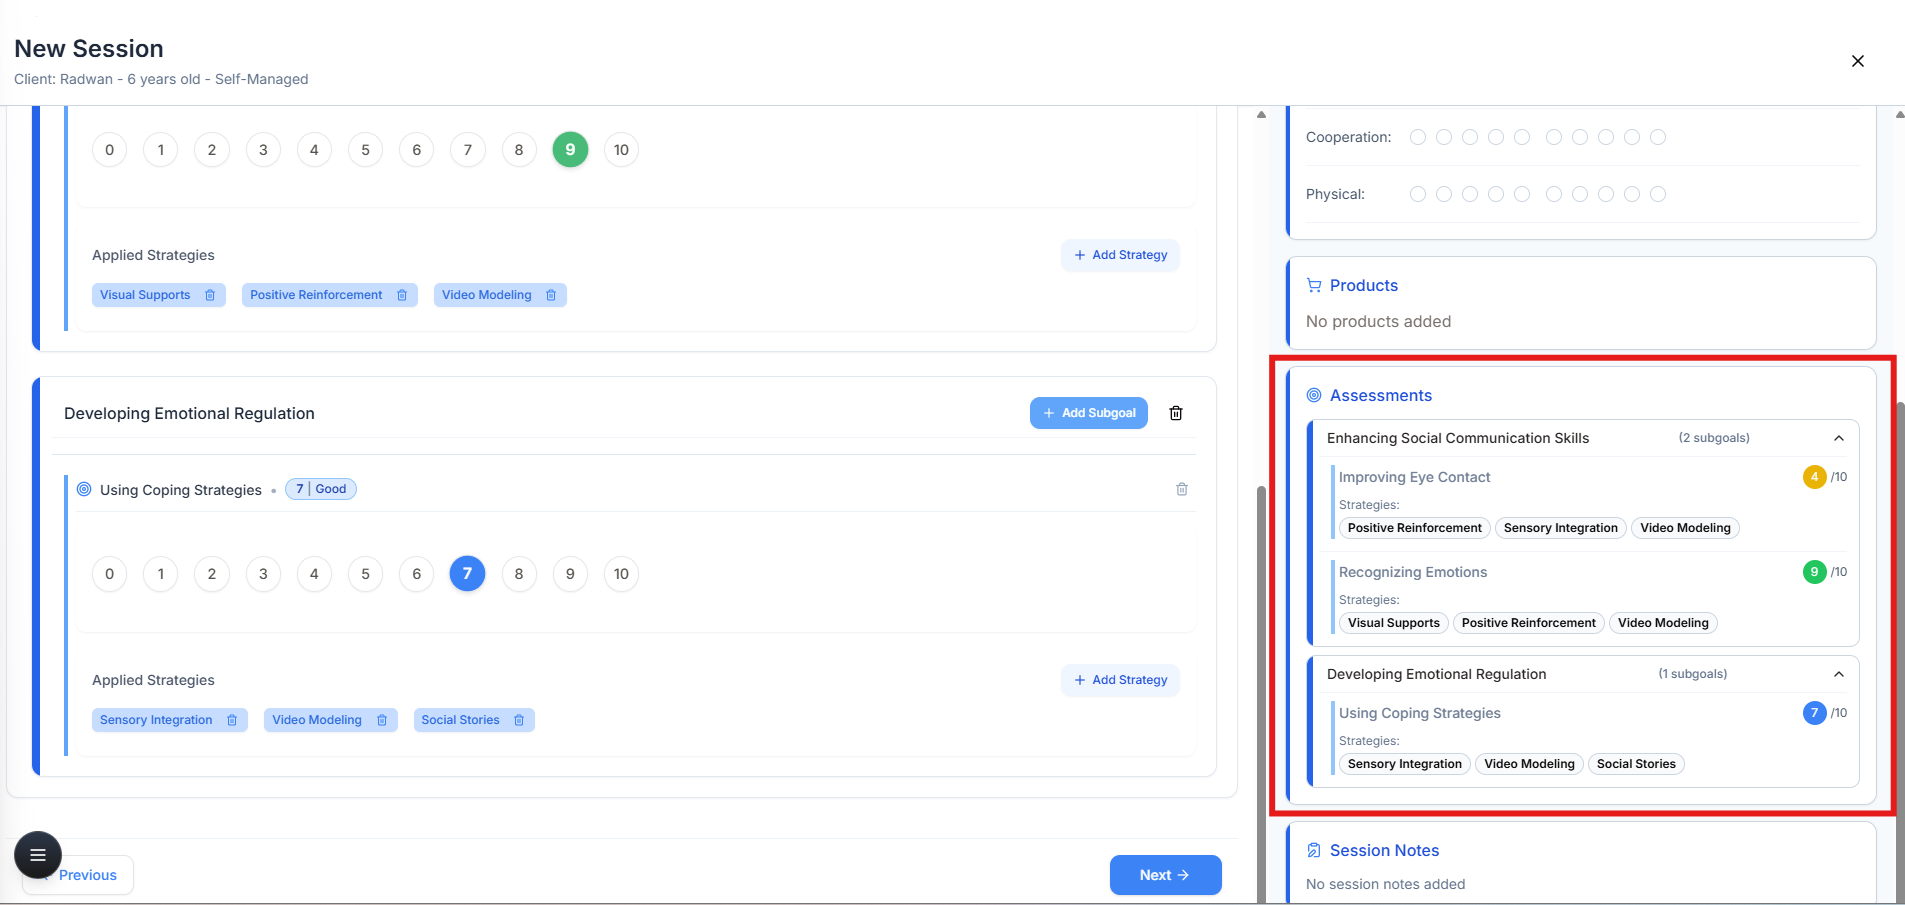 New Session
Client: Radwan - 6 years old - Self-Managed
0 1 2 3 4 5 6 7 8 9 10
Applied Strategies
+ Add Strategy
Visual Supports Positive Reinforcement Video Modeling
Developing Emotional Regulation
+ Add Subgoal
Using Coping Strategies • 7 | Good
0 1 2 3 4 5 6 7 8 9 10
Applied Strategies
+ Add Strategy
Sensory Integration Video Modeling Social Stories
Previous
Next →
Cooperation:
Physical:
Products
No products added
Assessments
Enhancing Social Communication Skills (2 subgoals)
Improving Eye Contact 4 /10
Strategies:
Positive Reinforcement Sensory Integration Video Modeling
Recognizing Emotions 9 /10
Strategies:
Visual Supports Positive Reinforcement Video Modeling
Developing Emotional Regulation (1 subgoals)
Using Coping Strategies 7 /10
Strategies:
Sensory Integration Video Modeling Social Stories
Session Notes
No session notes added